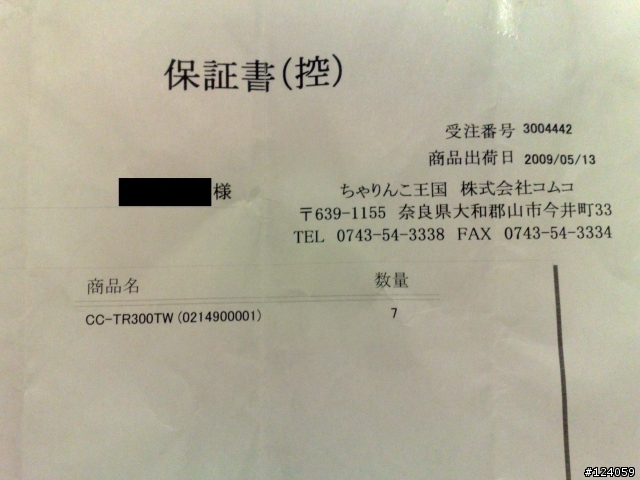 保証書(控)
受注番号 3004442
商品出荷日 2009/05/13
様
ちゃりんこ王国 株式会社コムコ
〒639-1155 奈良県大和郡山市今井町33
TEL 0743-54-3338 FAX 0743-54-3334
商品名 数量
CC-TR300TW (0214900001) 7
#124059